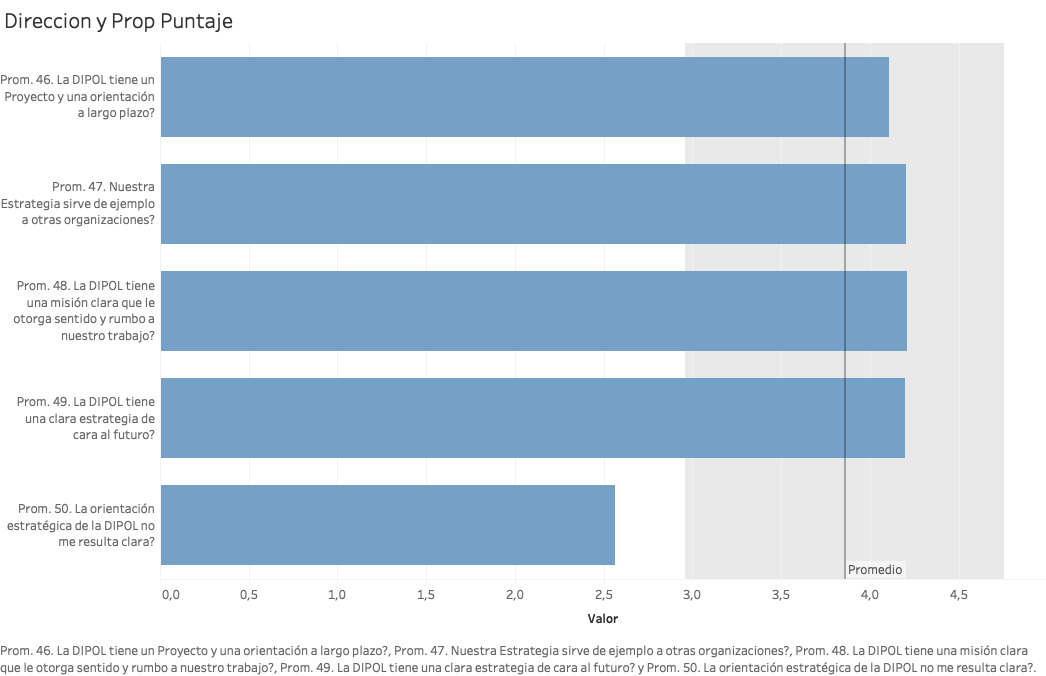 Direccion y Prop Puntaje
Prom. 46. La DIPOL tiene un
Proyecto y una orientación
a largo plazo?
Prom. 47. Nuestra
Estrategia sirve de ejemplo
a otras organizaciones?
Prom. 48. La DIPOL tiene
una misión clara que le
otorga sentido y rumbo a
nuestro trabajo?
Prom. 49. La DIPOL tiene
una clara estrategia de
cara al futuro?
Prom. 50. La orientación
estratégica de la DIPOL no
me resulta clara?
Promedio
0,0 0,5 1,0 1,5 2,0 2,5 3,0 3,5 4,0 4,5
Valor
Prom. 46. La DIPOL tiene un Proyecto y una orientación a largo plazo?, Prom. 47. Nuestra Estrategia sirve de ejemplo a otras organizaciones?, Prom. 48. La DIPOL tiene una misión clara
que le otorga sentido y rumbo a nuestro trabajo?, Prom. 49. La DIPOL tiene una clara estrategia de cara al futuro? y Prom. 50. La orientación estratégica de la DIPOL no me resulta clara?.